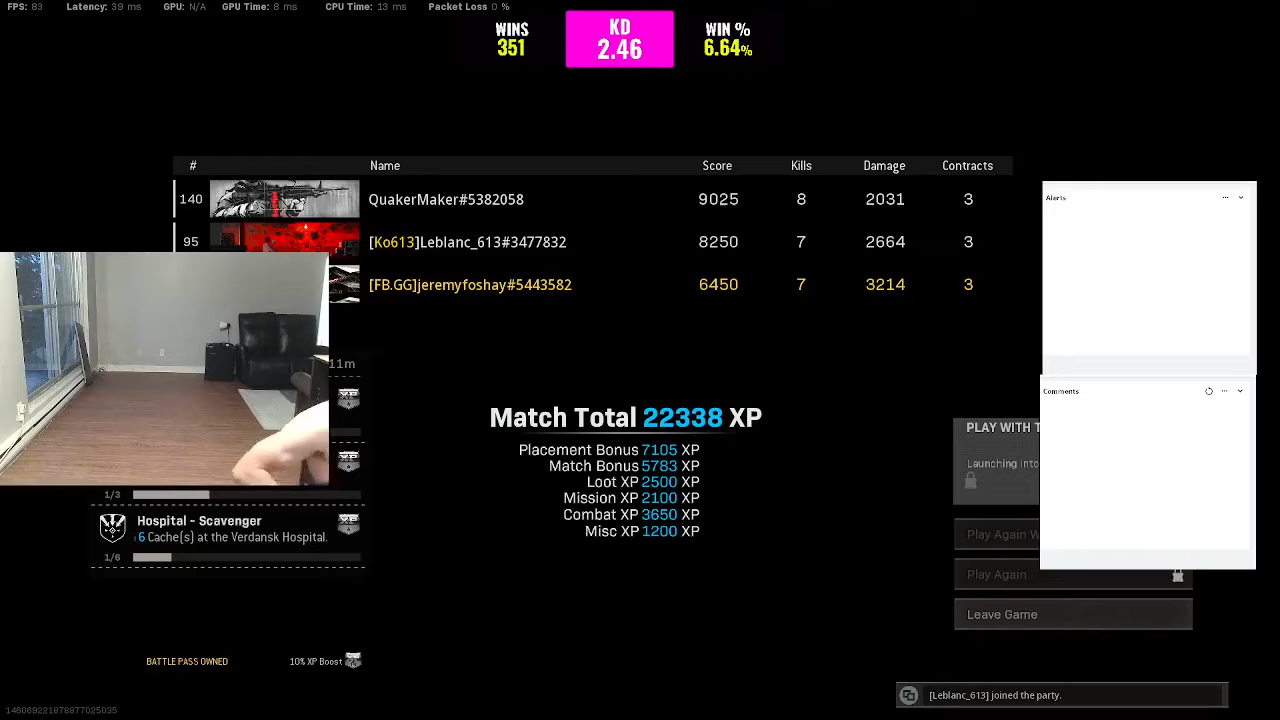 FPS: 83 Latency: 39 ms GPU: N/A GPU Time: 8 ms CPU Time: 13 ms Packet Loss 0 %
WINS KD WIN %
351 2.46 6.64%
# Name Score Kills Damage Contracts
140 QuakerMaker#5382058 9025 8 2031 3
95 [Ko613]Leblanc_613#3477832 8250 7 2664 3
[FB.GG]jeremyfoshay#5443582 6450 7 3214 3
Alerts
11m
Comments
Match Total 22338 XP
Placement Bonus 7105 XP
Match Bonus 5783 XP
Loot XP 2500 XP
Mission XP 2100 XP
Combat XP 3650 XP
Misc XP 1200 XP
1/3
Hospital - Scavenger
6 Cache(s) at the Verdansk Hospital.
1/6
PLAY WITH T
Launching into
Play Again W
Play Again
Leave Game
BATTLE PASS OWNED 10% XP Boost
[Leblanc_613] joined the party.